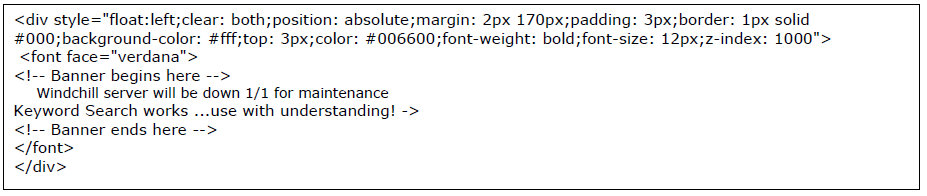 <div style="float:left;clear: both;position: absolute;margin: 2px 170px;padding: 3px;border: 1px solid
#000;background-color: #fff;top: 3px;color: #006600;font-weight: bold;font-size: 12px;z-index: 1000">
<font face="verdana">
<!-- Banner begins here -->
Windchill server will be down 1/1 for maintenance
Keyword Search works ...use with understanding! ->
<!-- Banner ends here -->
</font>
</div>